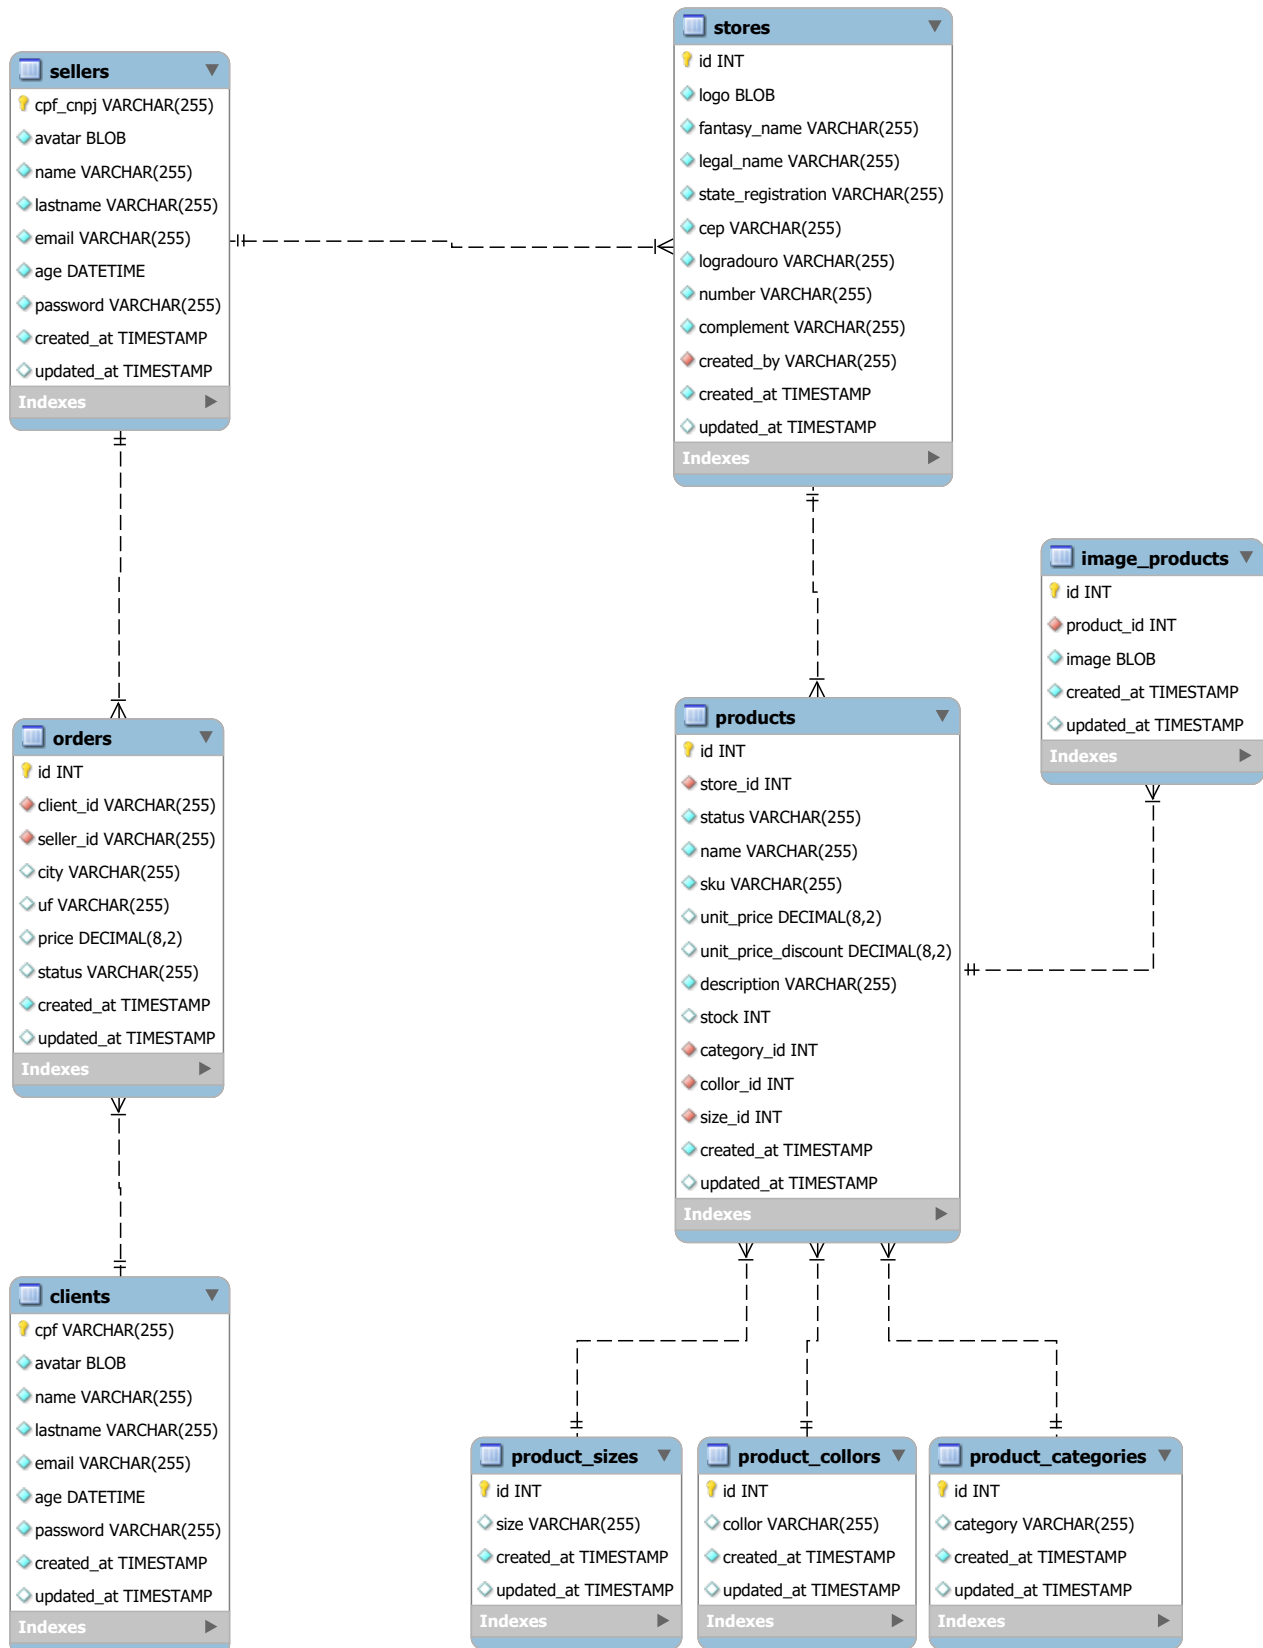 sellers
cpf_cnpj VARCHAR(255)
avatar BLOB
name VARCHAR(255)
lastname VARCHAR(255)
email VARCHAR(255)
age DATETIME
password VARCHAR(255)
created_at TIMESTAMP
updated_at TIMESTAMP
Indexes
stores
id INT
logo BLOB
fantasy_name VARCHAR(255)
legal_name VARCHAR(255)
state_registration VARCHAR(255)
cep VARCHAR(255)
logradouro VARCHAR(255)
number VARCHAR(255)
complement VARCHAR(255)
created_by VARCHAR(255)
created_at TIMESTAMP
updated_at TIMESTAMP
Indexes
image_products
id INT
product_id INT
image BLOB
created_at TIMESTAMP
updated_at TIMESTAMP
Indexes
orders
id INT
client_id VARCHAR(255)
seller_id VARCHAR(255)
city VARCHAR(255)
uf VARCHAR(255)
price DECIMAL(8,2)
status VARCHAR(255)
created_at TIMESTAMP
updated_at TIMESTAMP
Indexes
products
id INT
store_id INT
status VARCHAR(255)
name VARCHAR(255)
sku VARCHAR(255)
unit_price DECIMAL(8,2)
unit_price_discount DECIMAL(8,2)
description VARCHAR(255)
stock INT
category_id INT
collor_id INT
size_id INT
created_at TIMESTAMP
updated_at TIMESTAMP
Indexes
clients
cpf VARCHAR(255)
avatar BLOB
name VARCHAR(255)
lastname VARCHAR(255)
email VARCHAR(255)
age DATETIME
password VARCHAR(255)
created_at TIMESTAMP
updated_at TIMESTAMP
Indexes
product_sizes
id INT
size VARCHAR(255)
created_at TIMESTAMP
updated_at TIMESTAMP
Indexes
product_collors
id INT
collor VARCHAR(255)
created_at TIMESTAMP
updated_at TIMESTAMP
Indexes
product_categories
id INT
category VARCHAR(255)
created_at TIMESTAMP
updated_at TIMESTAMP
Indexes